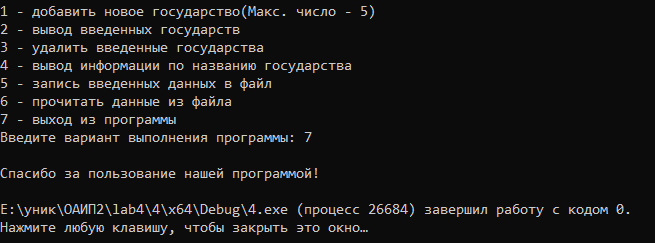 1 - добавить новое государство(Макс. число - 5)
2 - вывод введенных государств
3 - удалить введенные государства
4 - вывод информации по названию государства
5 - запись введенных данных в файл
6 - прочитать данные из файла
7 - выход из программы
Введите вариант выполнения программы: 7
Спасибо за пользование нашей программой!
E:\уник\ОАИП2\lab4\4\x64\Debug\4.exe (процесс 26684) завершил работу с кодом 0.
Нажмите любую клавишу, чтобы закрыть это окно…